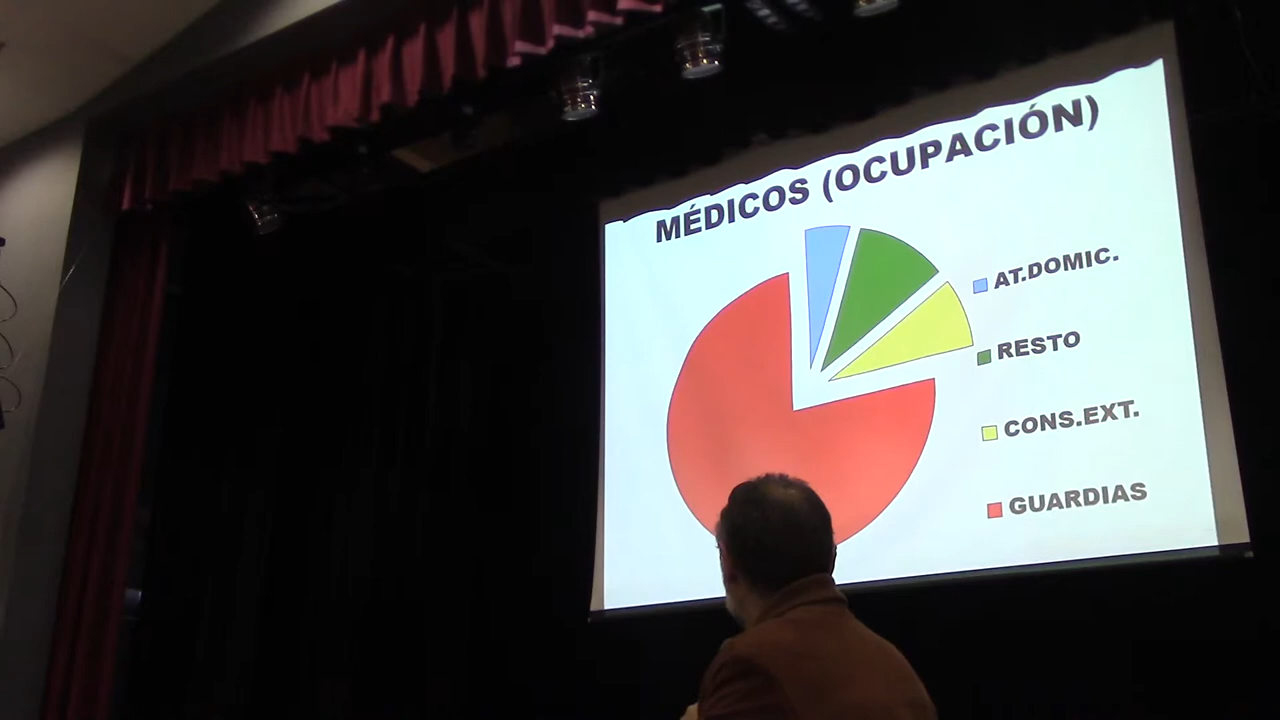 MÉDICOS (OCUPACIÓN)
AT.DOMIC.
RESTO
CONS.EXT.
GUARDIAS